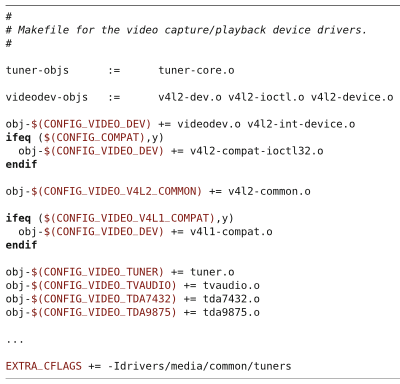 #
# Makefile for the video capture/playback device drivers.
#
tuner-objs := tuner-core.o
videodev-objs := v4l2-dev.o v4l2-ioctl.o v4l2-device.o
obj-$(CONFIG_VIDEO_DEV) += videodev.o v4l2-int-device.o
ifeq ($(CONFIG_COMPAT),y)
  obj-$(CONFIG_VIDEO_DEV) += v4l2-compat-ioctl32.o
endif
obj-$(CONFIG_VIDEO_V4L2_COMMON) += v4l2-common.o
ifeq ($(CONFIG_VIDEO_V4L1_COMPAT),y)
  obj-$(CONFIG_VIDEO_DEV) += v4l1-compat.o
endif
obj-$(CONFIG_VIDEO_TUNER) += tuner.o
obj-$(CONFIG_VIDEO_TVAUDIO) += tvaudio.o
obj-$(CONFIG_VIDEO_TDA7432) += tda7432.o
obj-$(CONFIG_VIDEO_TDA9875) += tda9875.o
...
EXTRA_CFLAGS += -Idrivers/media/common/tuners